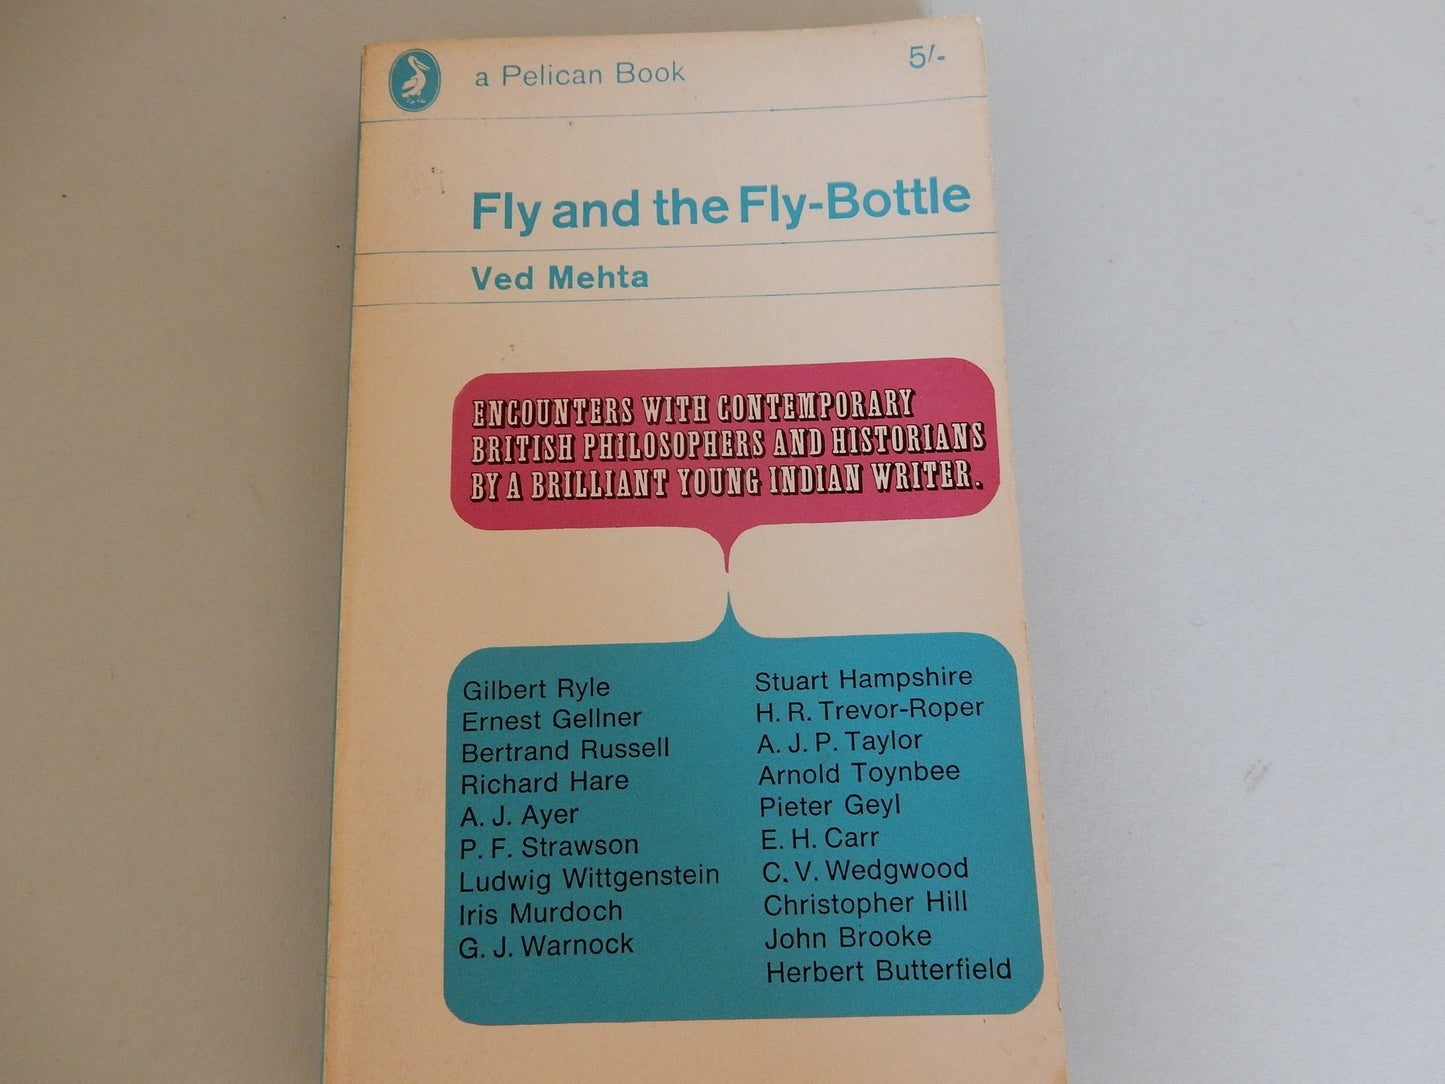 a Pelican Book 5/-
Fly and the Fly-Bottle
Ved Mehta
ENCOUNTERS WITH CONTEMPORARY
BRITISH PHILOSOPHERS AND HISTORIANS
BY A BRILLIANT YOUNG INDIAN WRITER.
Gilbert Ryle
Ernest Gellner
Bertrand Russell
Richard Hare
A. J. Ayer
P. F. Strawson
Ludwig Wittgenstein
Iris Murdoch
G. J. Warnock
Stuart Hampshire
H. R. Trevor-Roper
A. J. P. Taylor
Arnold Toynbee
Pieter Geyl
E. H. Carr
C. V. Wedgwood
Christopher Hill
John Brooke
Herbert Butterfield